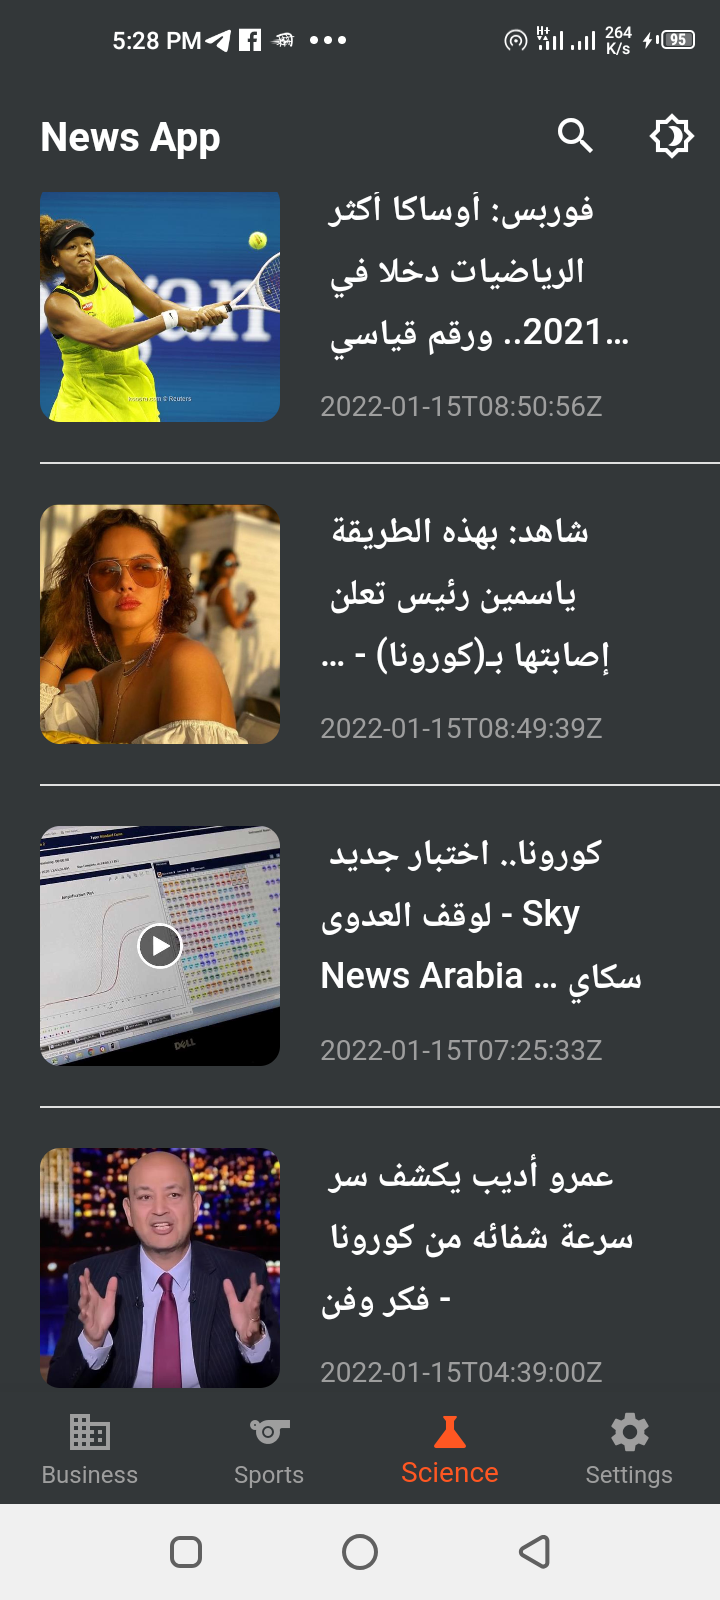 5:28 PM
H+
264
K/s
95
News App
فوربس: أوساكا أكثر
الرياضيات دخلا في
2021.. ورقم قياسي...
2022-01-15T08:50:56Z
شاهد: بهذه الطريقة
ياسمين رئيس تعلن
إصابتها بـ(كورونا) - ...
2022-01-15T08:49:39Z
كورونا.. اختبار جديد
لوقف العدوى - Sky
News Arabia ... سكاي
2022-01-15T07:25:33Z
DELL
عمرو أديب يكشف سر
سرعة شفائه من كورونا
- فكر وفن
2022-01-15T04:39:00Z
Business
Sports
Science
Settings